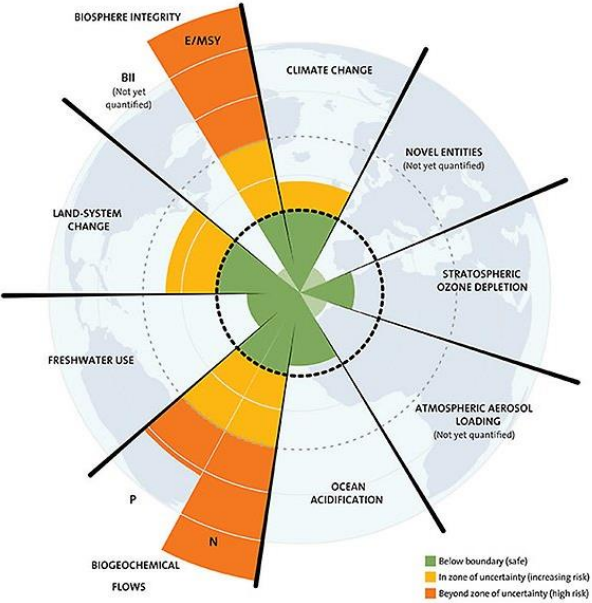 BIOSPHERE INTEGRITY
E/MSY
BII
(Not yet
quantified)
CLIMATE CHANGE
NOVEL ENTITIES
(Not yet quantified)
LAND-SYSTEM
CHANGE
STRATOSPHERIC
OZONE DEPLETION
FRESHWATER USE
ATMOSPHERIC AEROSOL
LOADING
(Not yet quantified)
OCEAN
ACIDIFICATION
P
N
BIOGEOCHEMICAL
FLOWS
Below boundary (safe)
In zone of uncertainty (increasing risk)
Beyond zone of uncertainty (high risk)